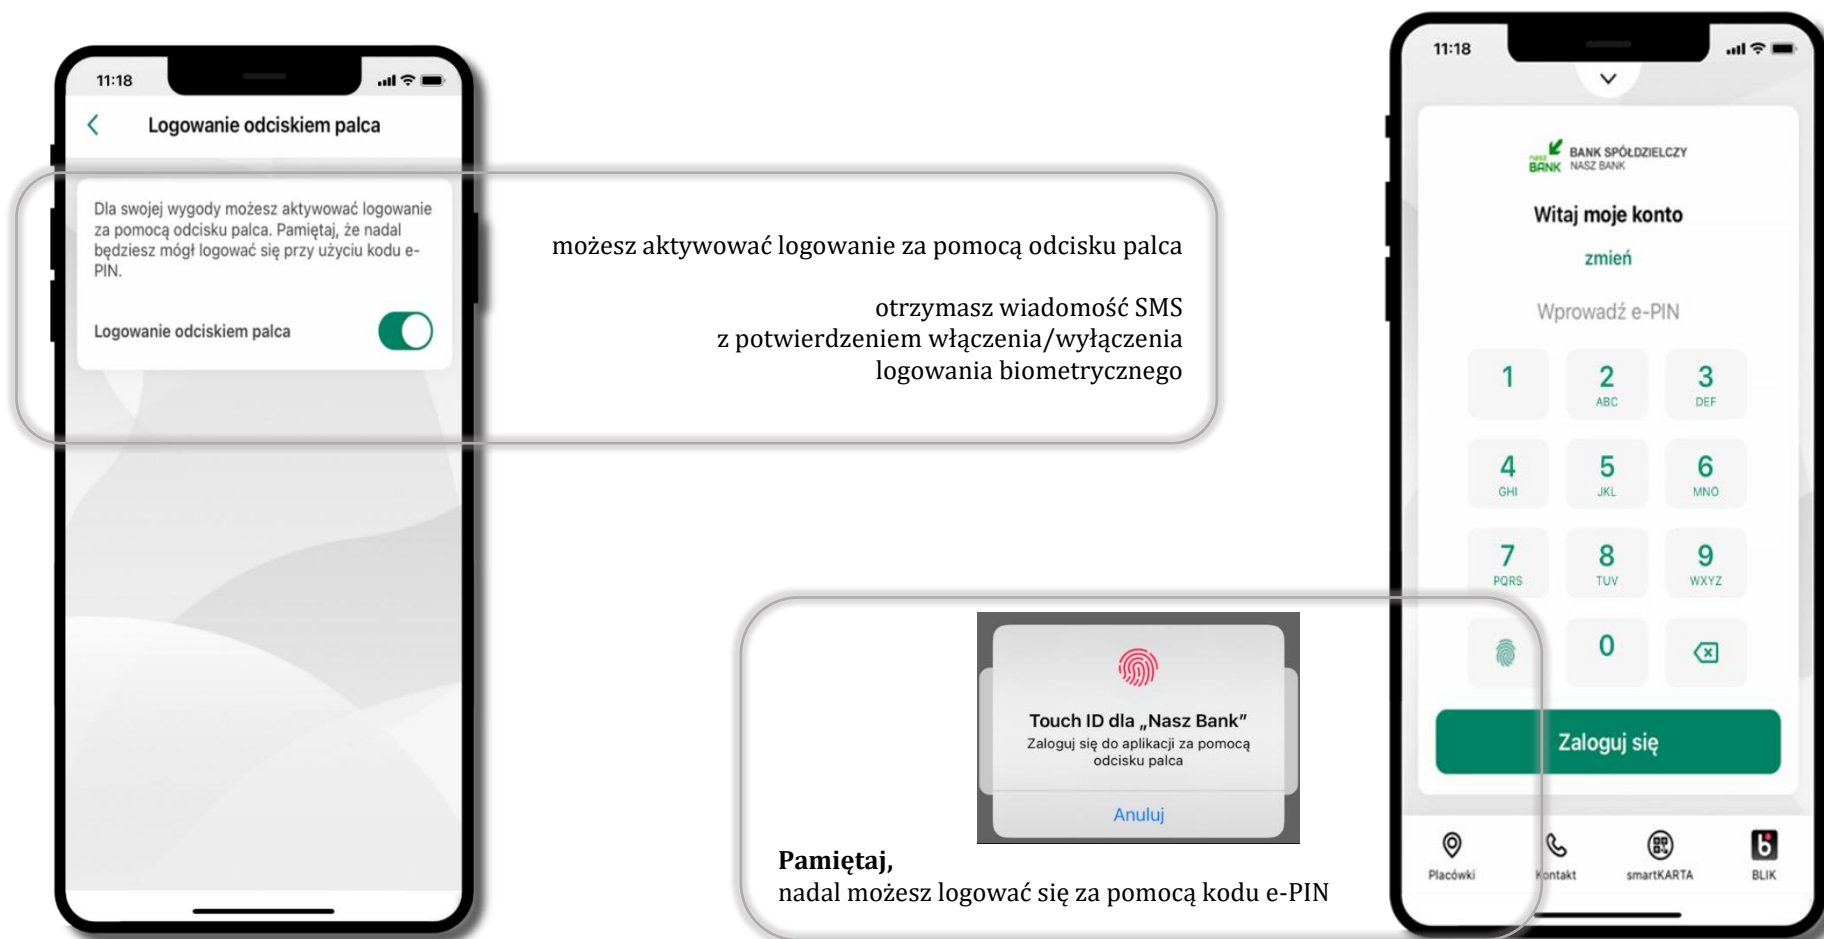 11:18
Logowanie odciskiem palca
Dla swojej wygody możesz aktywować logowanie
za pomocą odcisku palca. Pamiętaj, że nadal
będziesz mógł logować się przy użyciu kodu e-
PIN.
Logowanie odciskiem palca
możesz aktywować logowanie za pomocą odcisku palca
otrzymasz wiadomość SMS
z potwierdzeniem włączenia/wyłączenia
logowania biometrycznego
Touch ID dla „Nasz Bank”
Zaloguj się do aplikacji za pomocą
odcisku palca
Anuluj
Pamiętaj,
nadal możesz logować się za pomocą kodu e-PIN
11:18
nasz
BANK
BANK SPÓŁDZIELCZY
NASZ BANK
Witaj moje konto
zmień
Wprowadź e-PIN
1 2 3
ABC DEF
4 5 6
GHI JKL MNO
7 8 9
PQRS TUV WXYZ
0
Zaloguj się
Placówki Kontakt smartKARTA BLIK